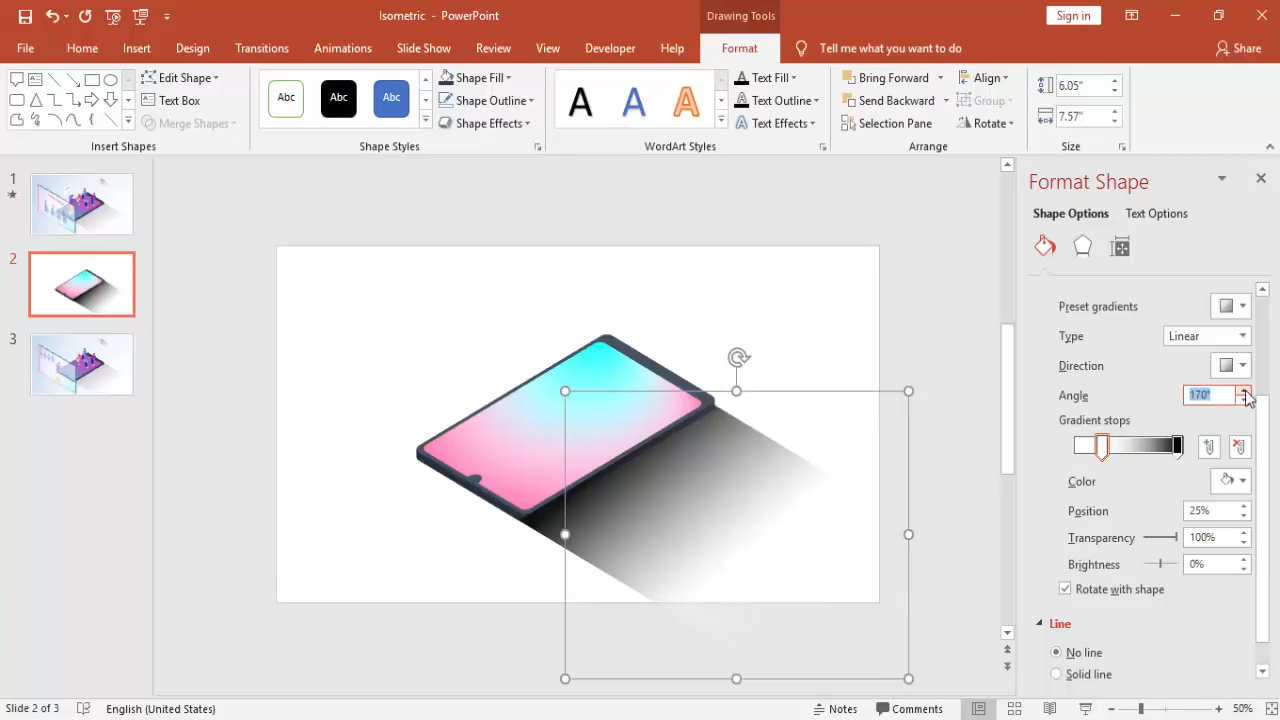 Isometric - PowerPoint
Drawing Tools
Sign in
File Home Insert Design Transitions Animations Slide Show Review View Developer Help Format Tell me what you want to do Share
Edit Shape
Text Box
Merge Shapes
Insert Shapes
Abc Abc Abc
Shape Fill
Shape Outline
Shape Effects
Shape Styles
A A A
Text Fill
Text Outline
Text Effects
WordArt Styles
Bring Forward
Send Backward
Selection Pane
Align
Group
Rotate
Arrange
6.05"
7.57"
Size
1
2
3
Format Shape
Shape Options Text Options
Preset gradients
Type Linear
Direction
Angle 170°
Gradient stops
Color
Position 25%
Transparency 100%
Brightness 0%
Rotate with shape
Line
No line
Solid line
Slide 2 of 3 English (United States) Notes Comments 50%